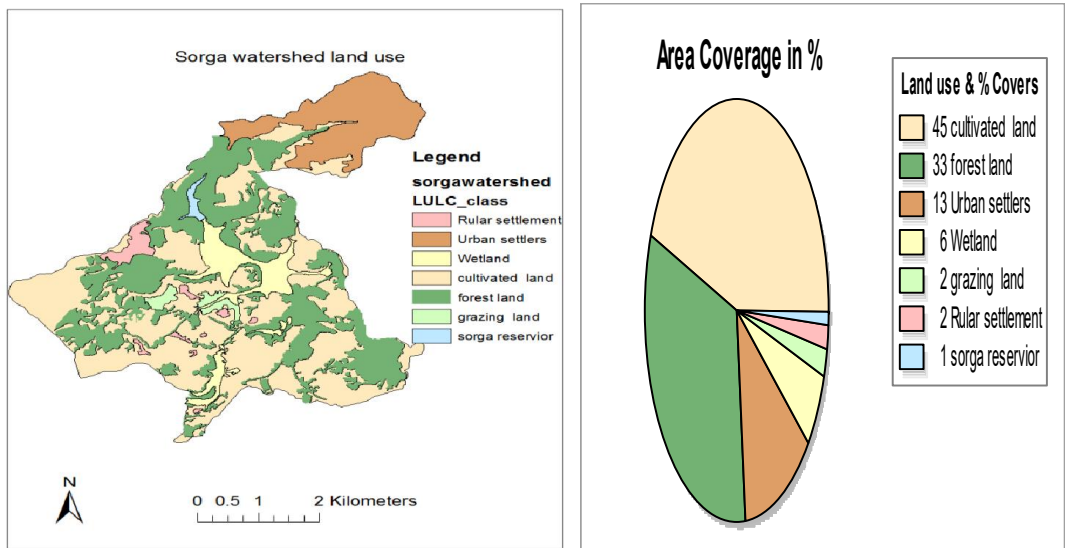 Sorga watershed land use
Legend
sorgawatershed
LULC_class
Rular settlement
Urban settlers
Wetland
cultivated land
forest land
grazing land
sorga reservior
N
0 0.5 1 2 Kilometers
Area Coverage in %
Land use & % Covers
45 cultivated land
33 forest land
13 Urban settlers
6 Wetland
2 grazing land
2 Rular settlement
1 sorga reservior